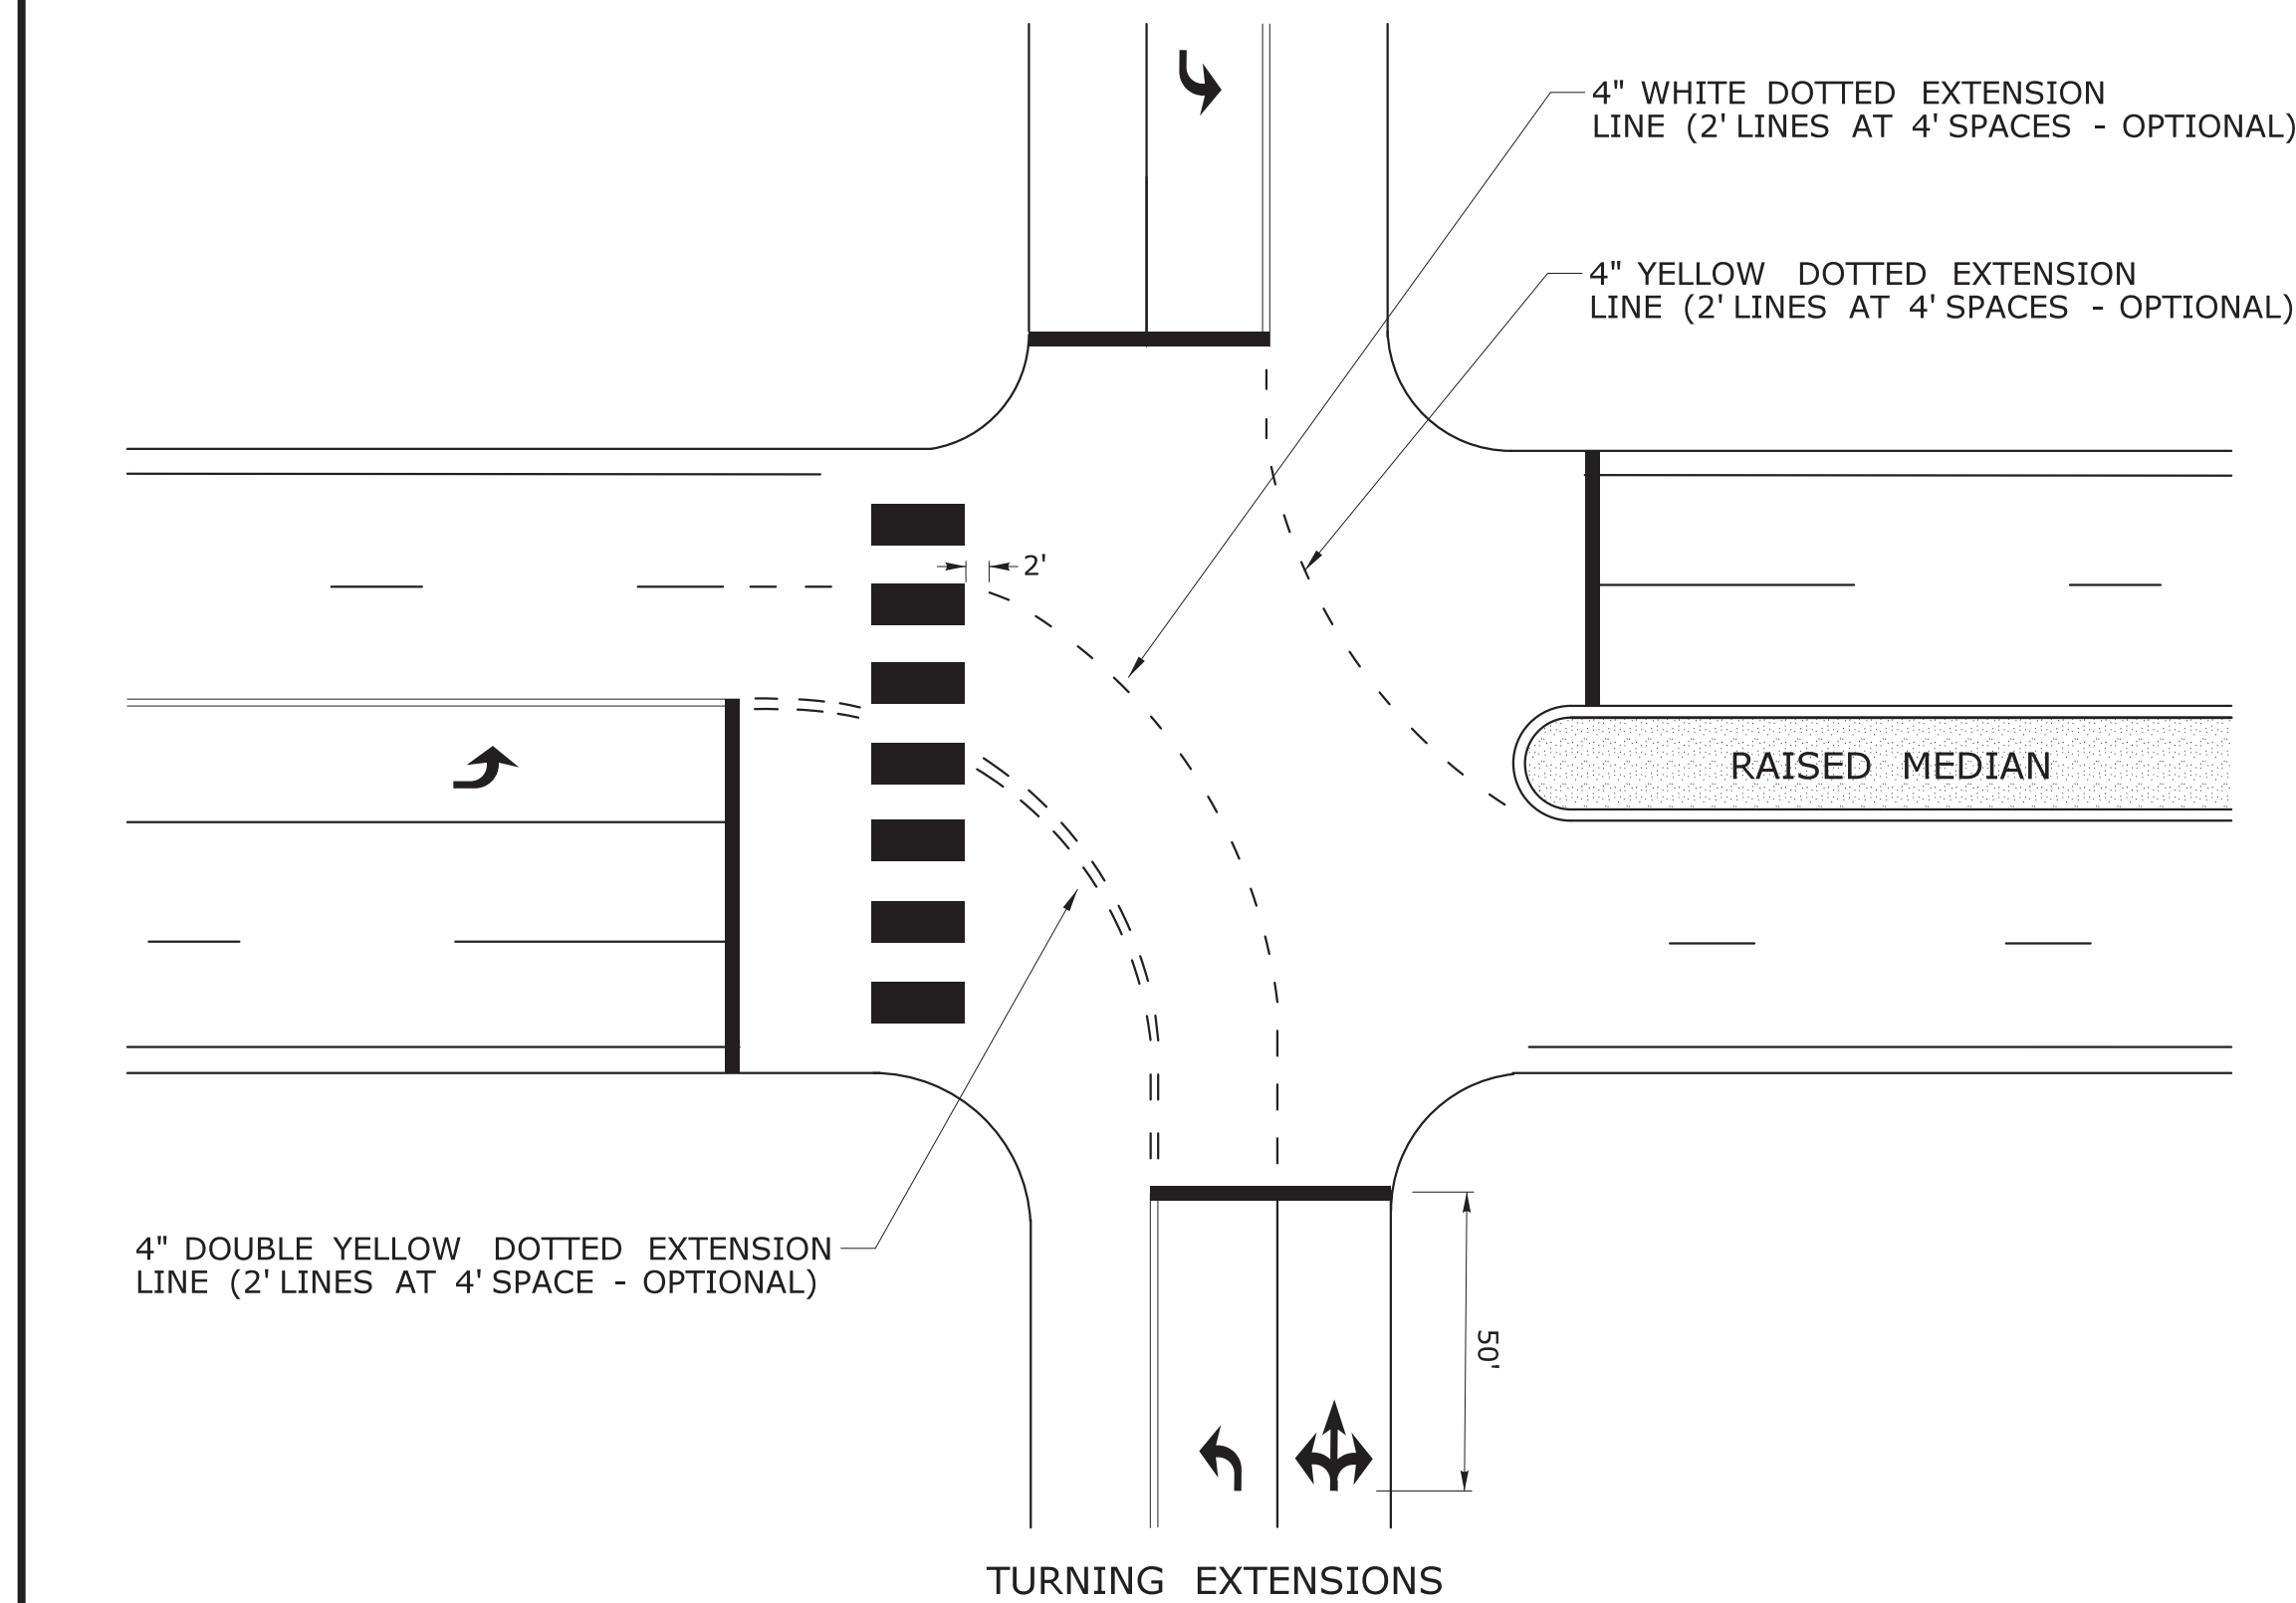 4" WHITE DOTTED EXTENSION
LINE (2' LINES AT 4' SPACES - OPTIONAL)
4" YELLOW DOTTED EXTENSION
LINE (2' LINES AT 4' SPACES - OPTIONAL)
2'
RAISED MEDIAN
4" DOUBLE YELLOW DOTTED EXTENSION
LINE (2' LINES AT 4' SPACE - OPTIONAL)
50'
TURNING EXTENSIONS